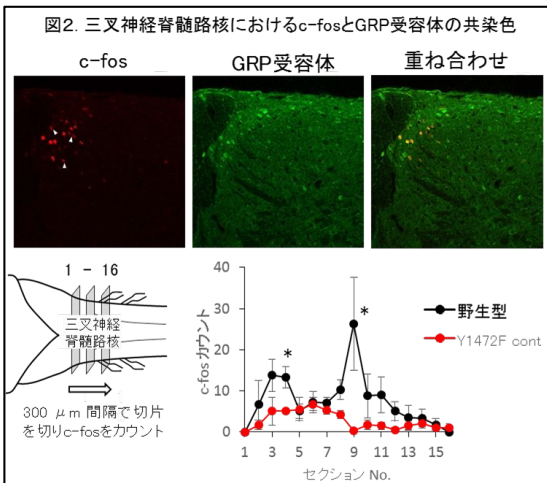 図2. 三叉神経脊髄路核におけるc-fosとGRP受容体の共染色
c-fos
GRP受容体
重ね合わせ
1 - 16
三叉神経
脊髄路核
300 μm 間隔で切片
を切りc-fosをカウント
c-fosカウント
40
30
20
10
0
*
*
野生型
Y1472F cont
1 3 5 7 9 11 13 15
セクション No.